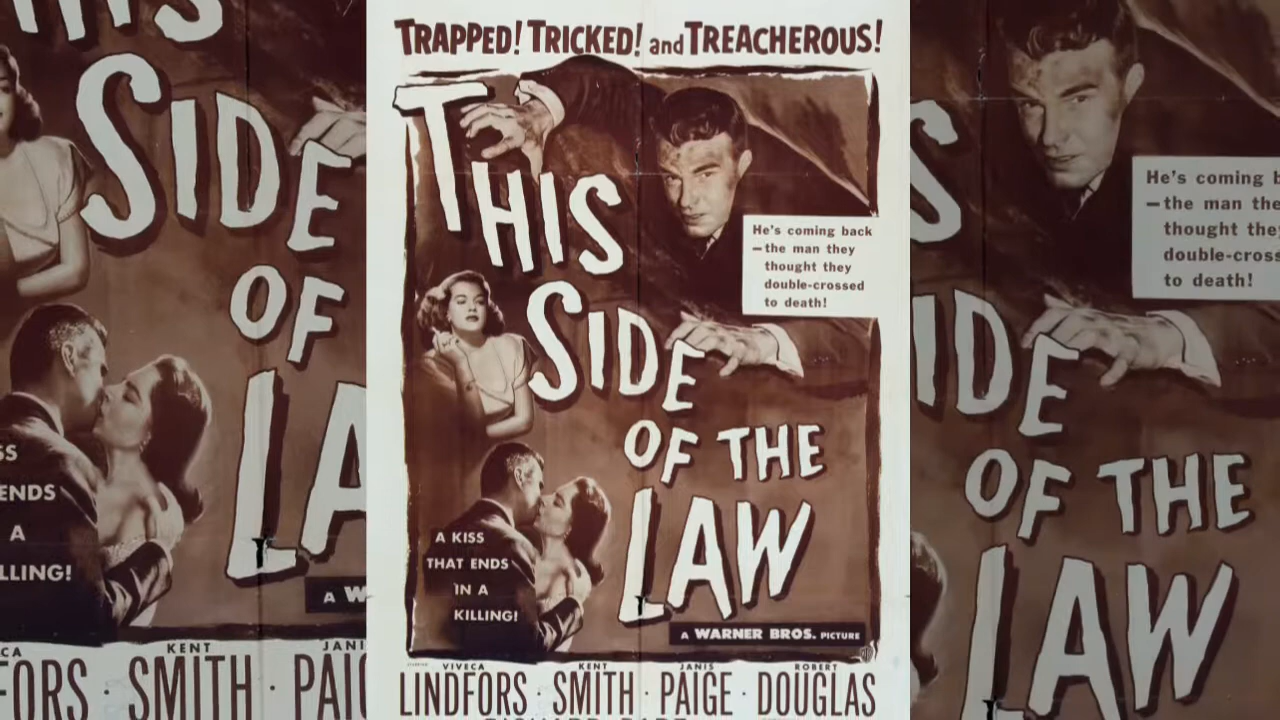 TRAPPED! TRICKED! and TREACHEROUS!
THIS
SIDE
OF THE
LAW
He's coming back
—the man they
thought they
double-crossed
to death!
A KISS
THAT ENDS
IN A
KILLING!
A WARNER BROS. PICTURE
VIVECA KENT JANIS ROBERT
LINDFORS · SMITH · PAIGE · DOUGLAS
SIDE
OF
LA
SS
ENDS
A
LLING!
A W
CA KENT JANI
FORS · SMITH · PAI
S
He's coming b
—the man the
thought they
double-cross
to death!
IDE
OF THE
LAW